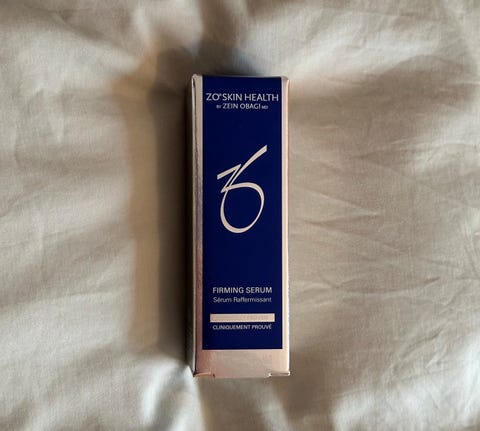 ZO® SKIN HEALTH
BY ZEIN OBAGI MD
FIRMING SERUM
Sérum Raffermissant
CLINIQUEMENT PROUVÉ